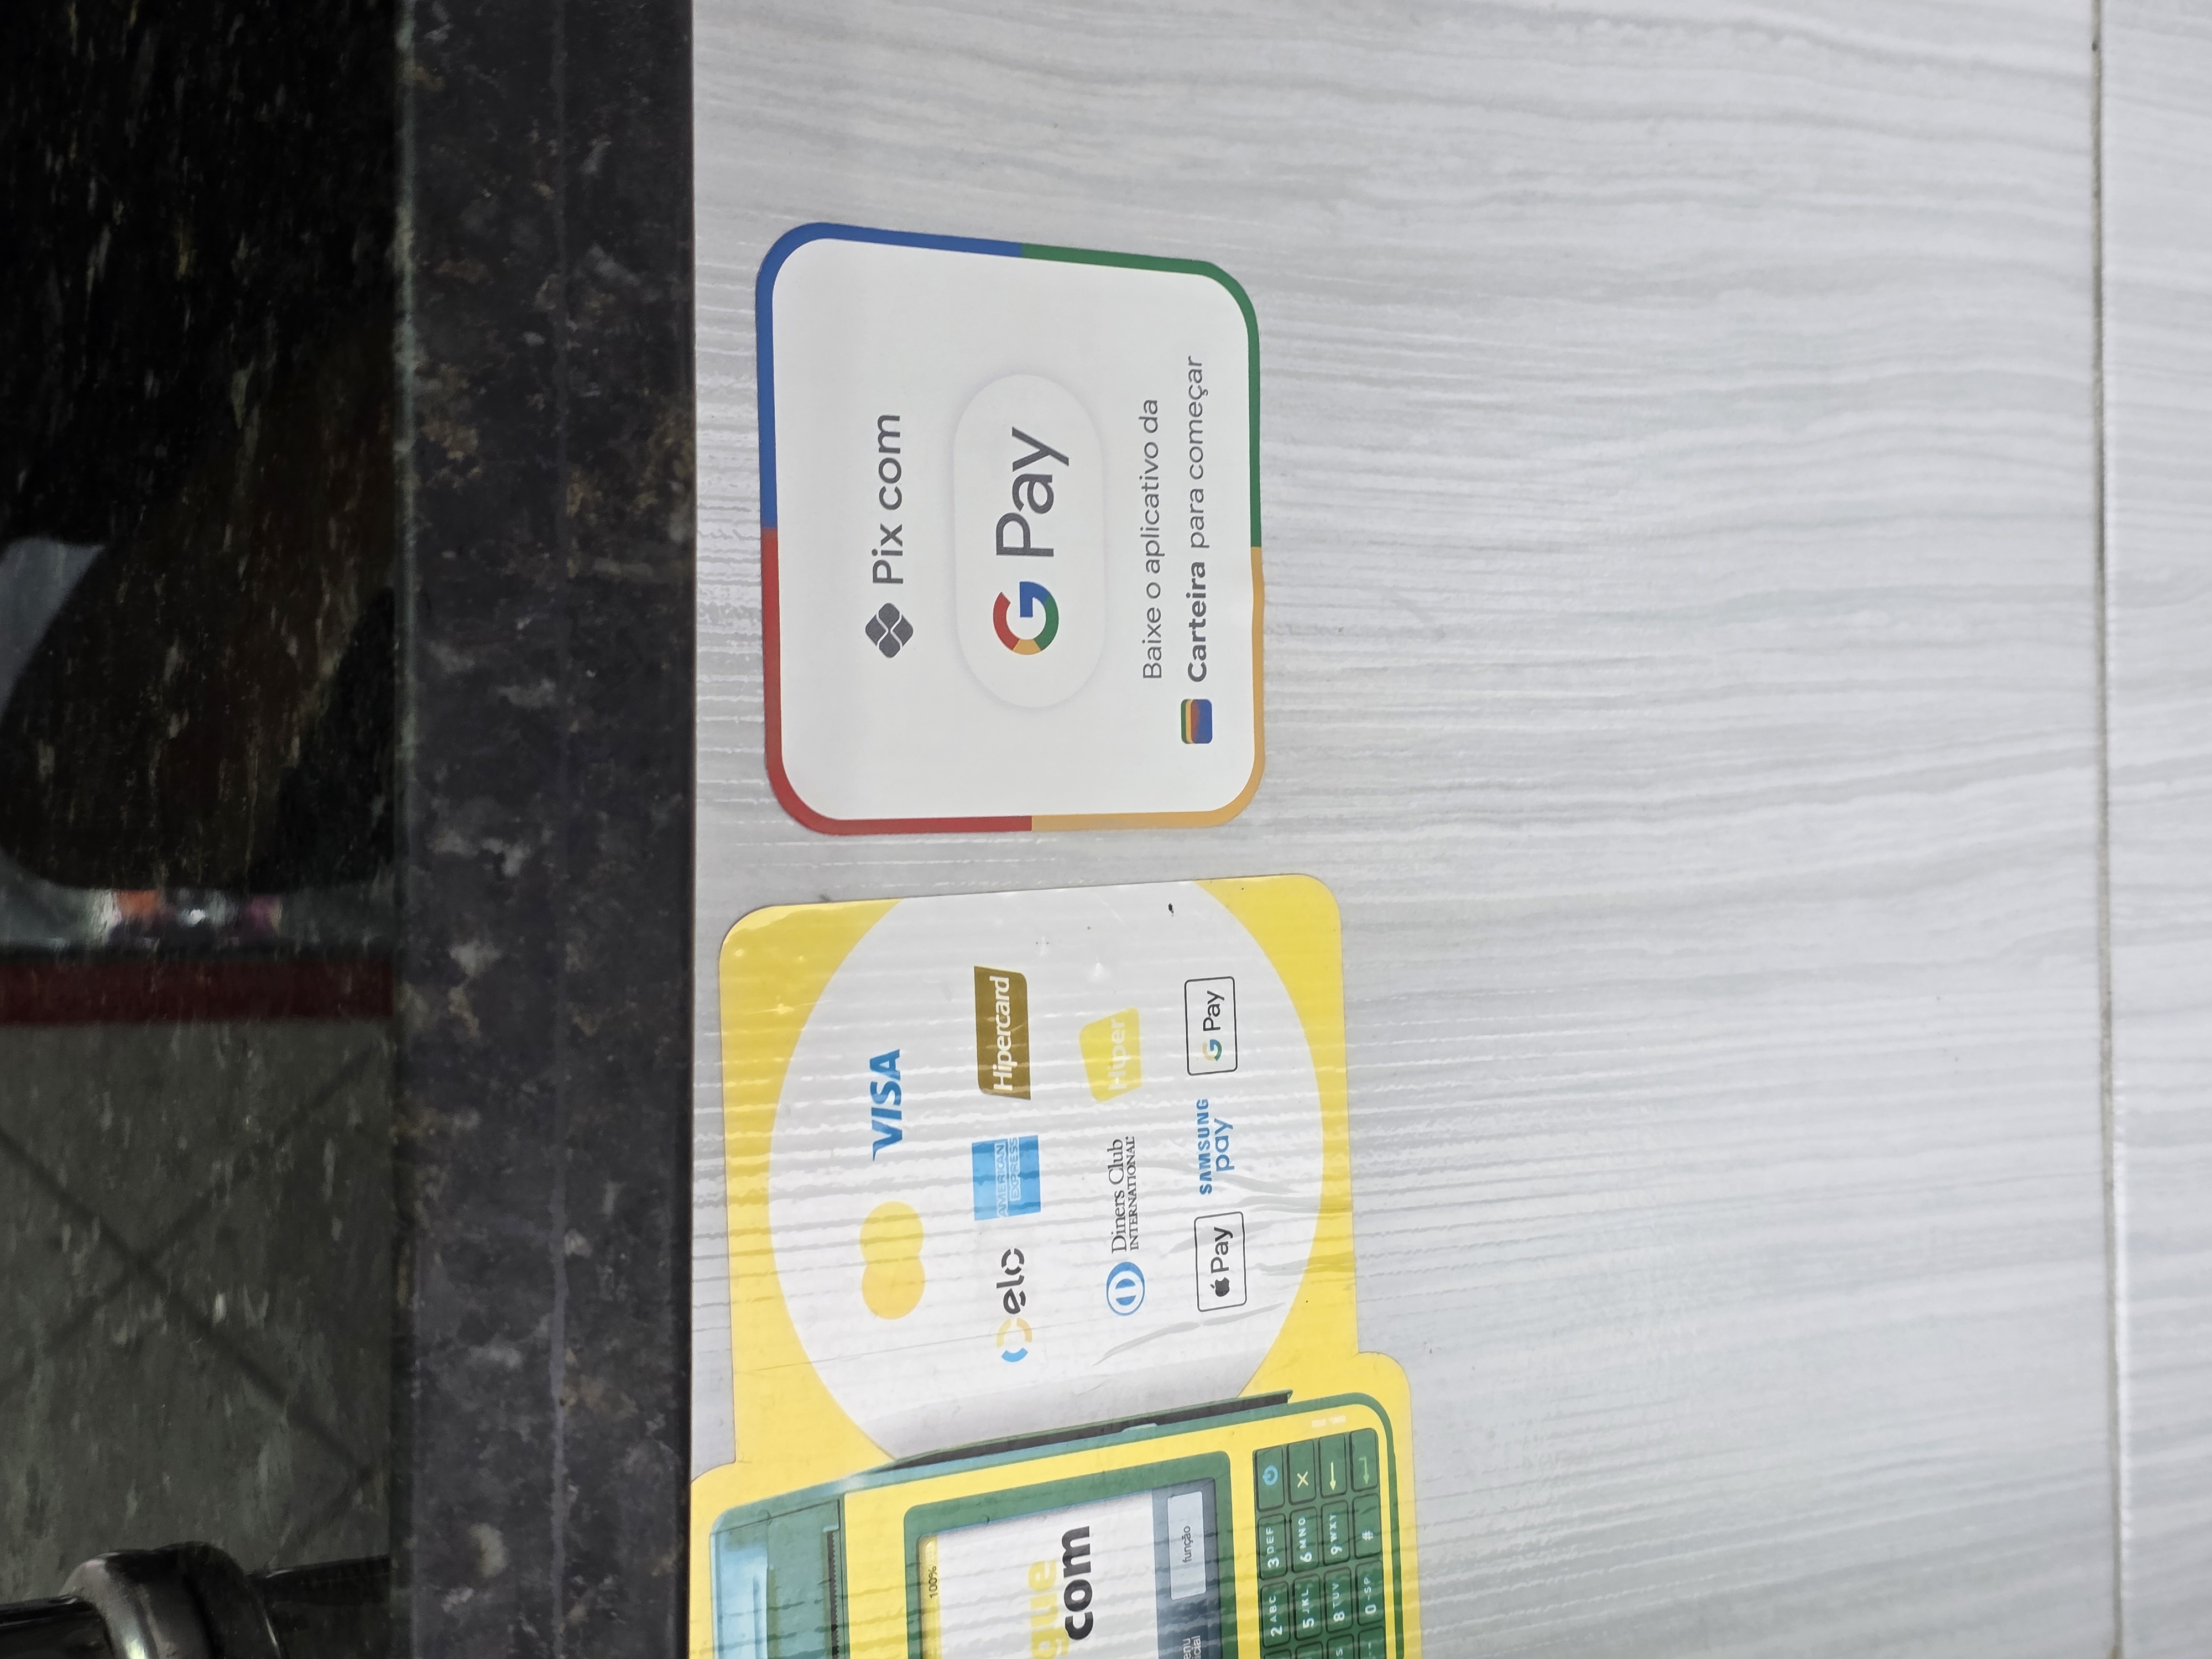 100%
gue
com
enu
icial
função
2 ABC 3 DEF
5 JKL 6 MNO
8 TUV 9 WXY
0 -SP #
VISA
elo AMERICAN EXPRESS Hipercard
Diners Club INTERNATIONAL Hiper
Pay SAMSUNG pay G Pay
Pix com
G Pay
Baixe o aplicativo da
Carteira para começar